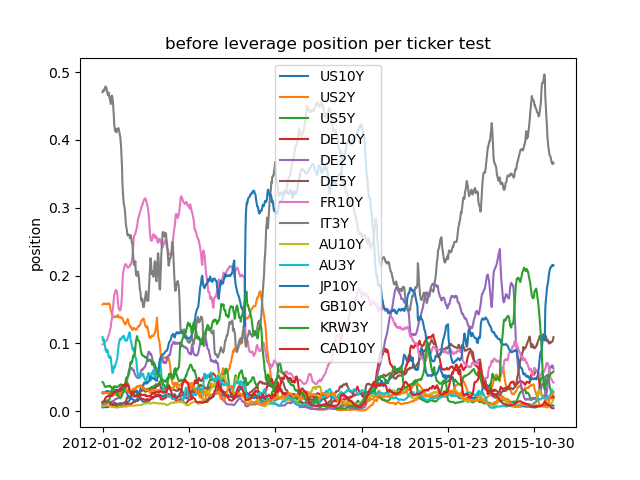 before leverage position per ticker test
0.5
0.4
0.3
0.2
0.1
0.0
position
US10Y
US2Y
US5Y
DE10Y
DE2Y
DE5Y
FR10Y
IT3Y
AU10Y
AU3Y
JP10Y
GB10Y
KRW3Y
CAD10Y
2012-01-02 2012-10-08 2013-07-15 2014-04-18 2015-01-23 2015-10-30